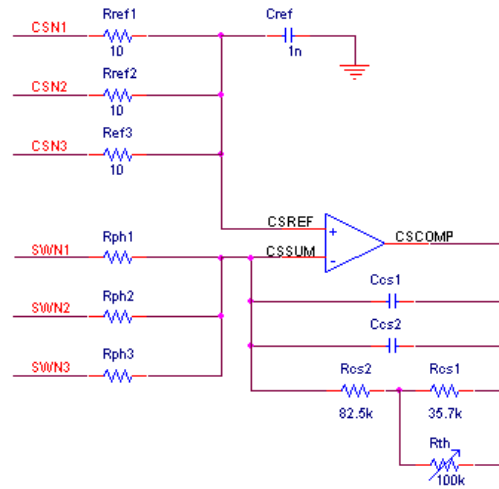 CSN1 Rref1 Cref
10 1n
CSN2 Rref2
10
CSN3 Ref3
10
CSREF
+
CSCOMP
SWN1 Rph1 CSSUM -
Ccs1
SWN2 Rph2
Ccs2
SWN3 Rph3
Rcs2 Rcs1
82.5k 35.7k
Rth
100k